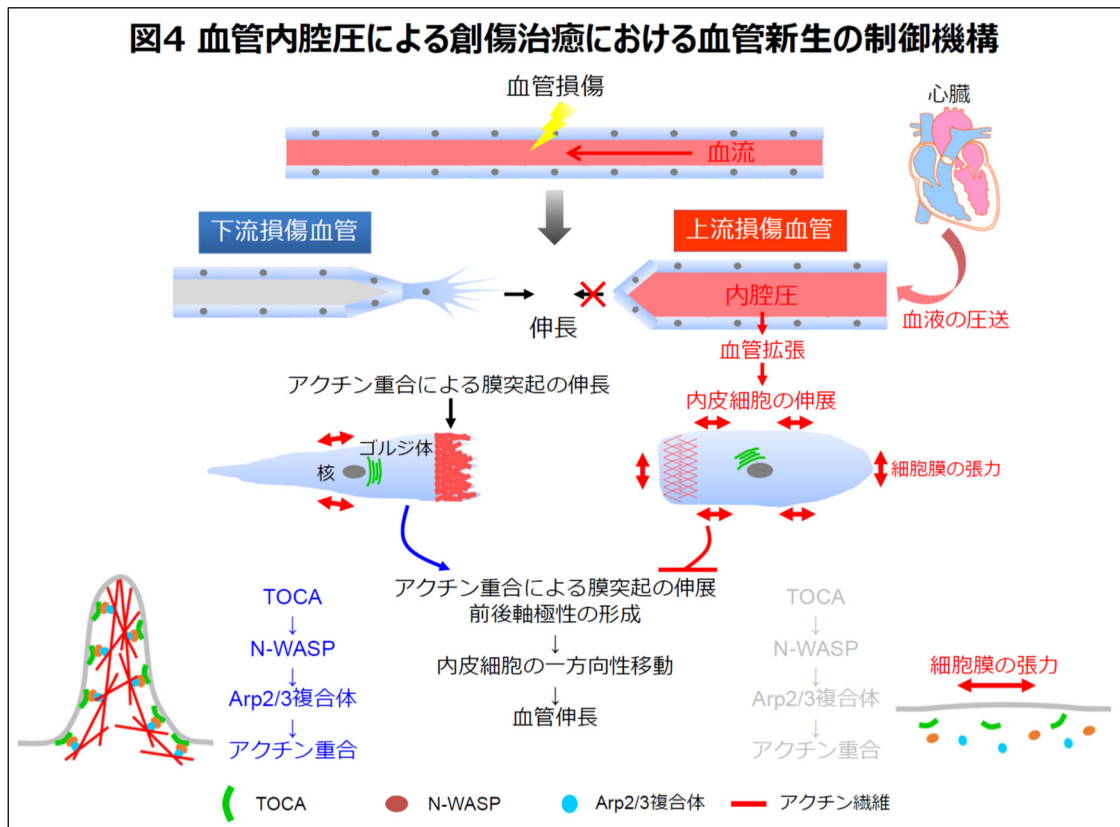 図4 血管内腔圧による創傷治癒における血管新生の制御機構
血管損傷
心臓
血流
下流損傷血管
上流損傷血管
内腔圧
伸長
血液の圧送
血管拡張
アクチン重合による膜突起の伸長
内皮細胞の伸展
ゴルジ体
核
細胞膜の張力
アクチン重合による膜突起の伸展
前後軸極性の形成
↓
内皮細胞の一方向性移動
↓
血管伸長
TOCA
↓
N-WASP
↓
Arp2/3複合体
↓
アクチン重合
TOCA
↓
N-WASP
↓
Arp2/3複合体
↓
アクチン重合
細胞膜の張力
TOCA
N-WASP
Arp2/3複合体
アクチン繊維